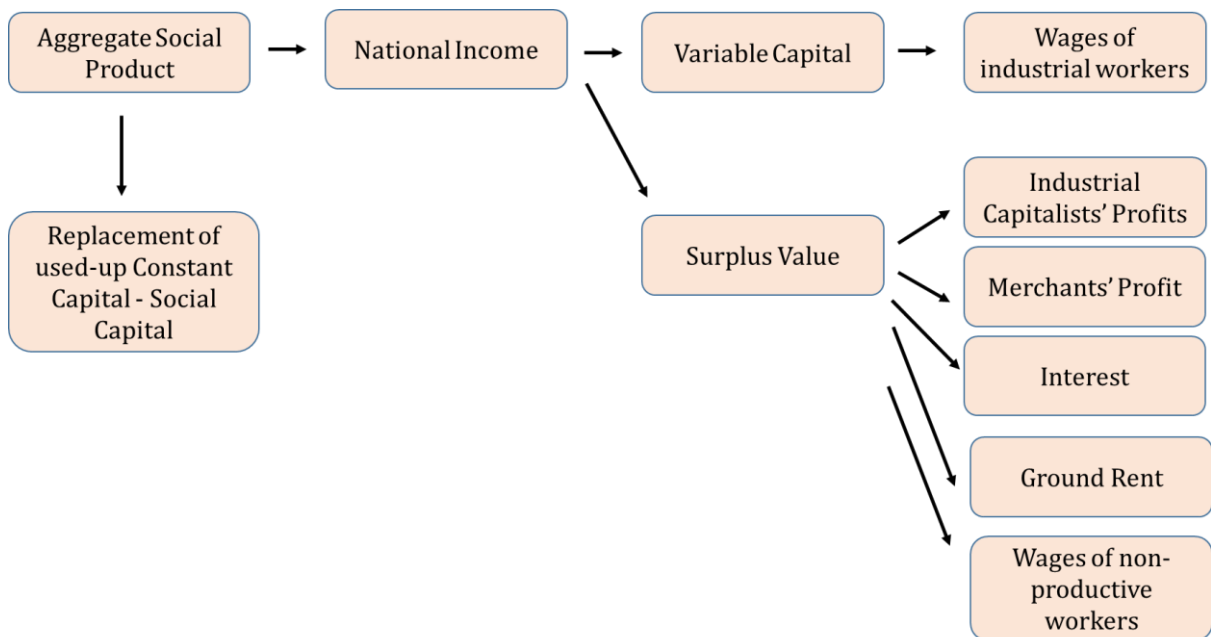 Aggregate Social
Product
National Income
Variable Capital
Wages of
industrial workers
Replacement of
used-up Constant
Capital - Social
Capital
Surplus Value
Industrial
Capitalists’ Profits
Merchants’ Profit
Interest
Ground Rent
Wages of non-
productive
workers